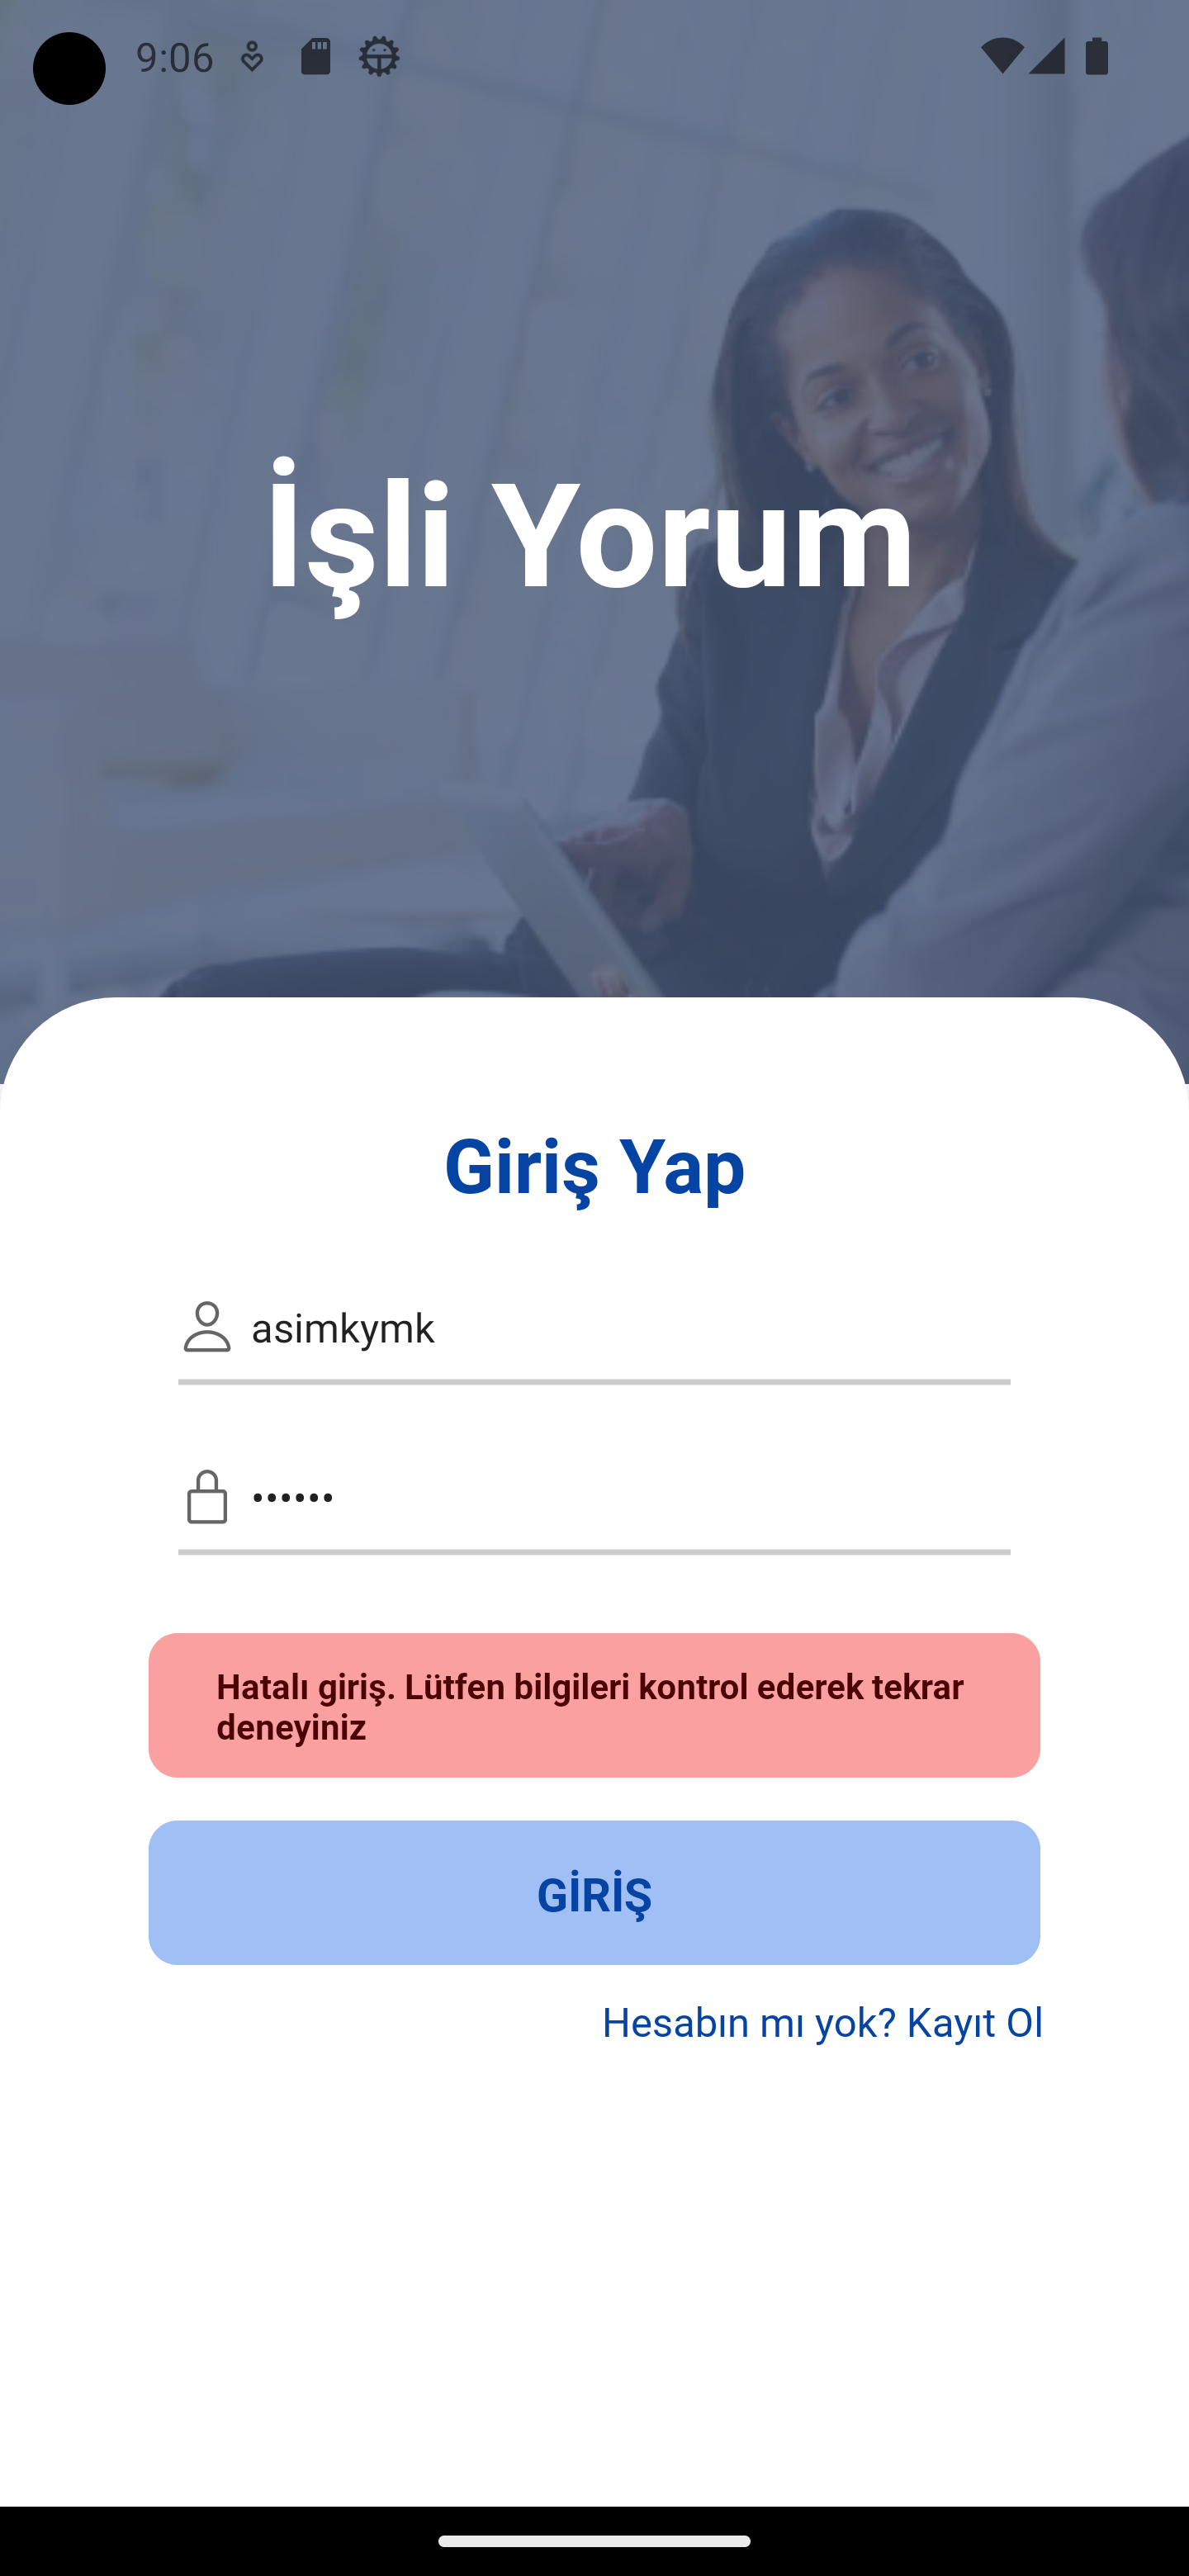 9:06
İşli Yorum
Giriş Yap
asimkymk
••••••
Hatalı giriş. Lütfen bilgileri kontrol ederek tekrar
deneyiniz
GİRİŞ
Hesabın mı yok? Kayıt Ol